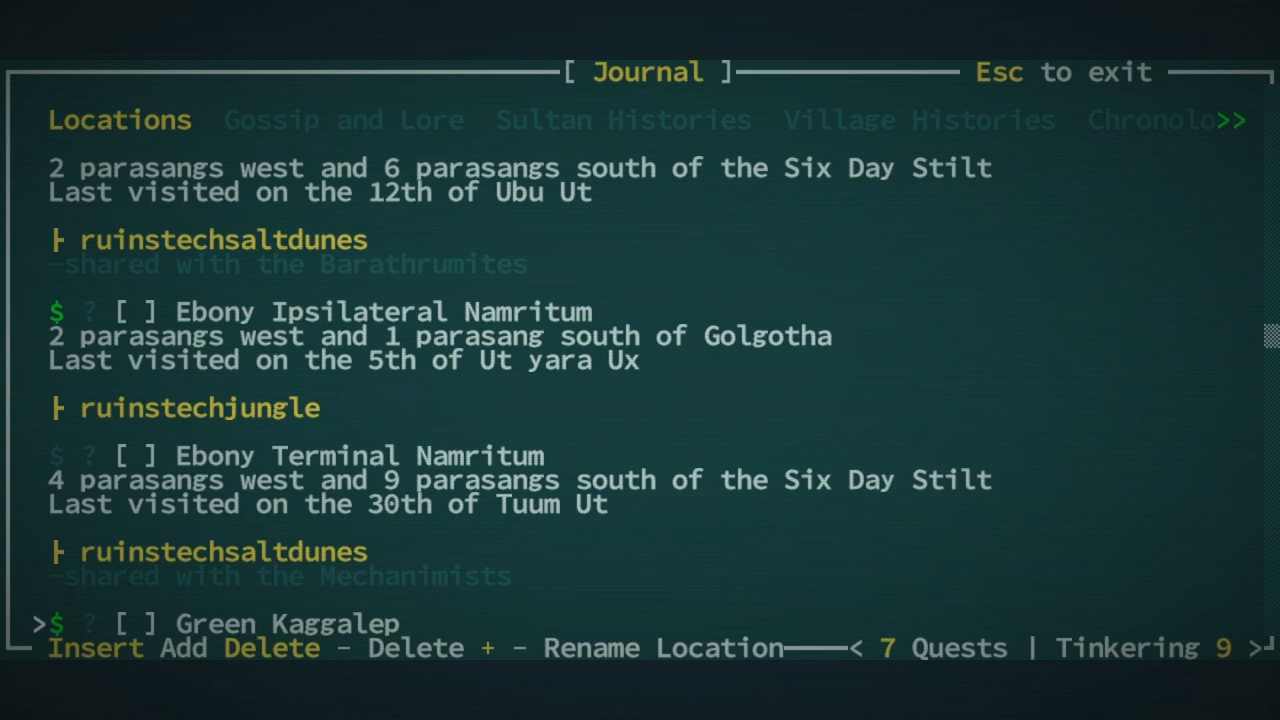 [ Journal ] Esc to exit
Locations Gossip and Lore Sultan Histories Village Histories Chronolo>>
2 parasangs west and 6 parasangs south of the Six Day Stilt
Last visited on the 12th of Ubu Ut
├ ruinstechsaltdunes
-shared with the Barathrumites
$ ? [ ] Ebony Ipsilateral Namritum
2 parasangs west and 1 parasang south of Golgotha
Last visited on the 5th of Ut yara Ux
├ ruinstechjungle
$ ? [ ] Ebony Terminal Namritum
4 parasangs west and 9 parasangs south of the Six Day Stilt
Last visited on the 30th of Tuum Ut
├ ruinstechsaltdunes
-shared with the Mechanimists
>$ ? [ ] Green Kaggalep
Insert Add Delete - Delete + - Rename Location < 7 Quests | Tinkering 9 >